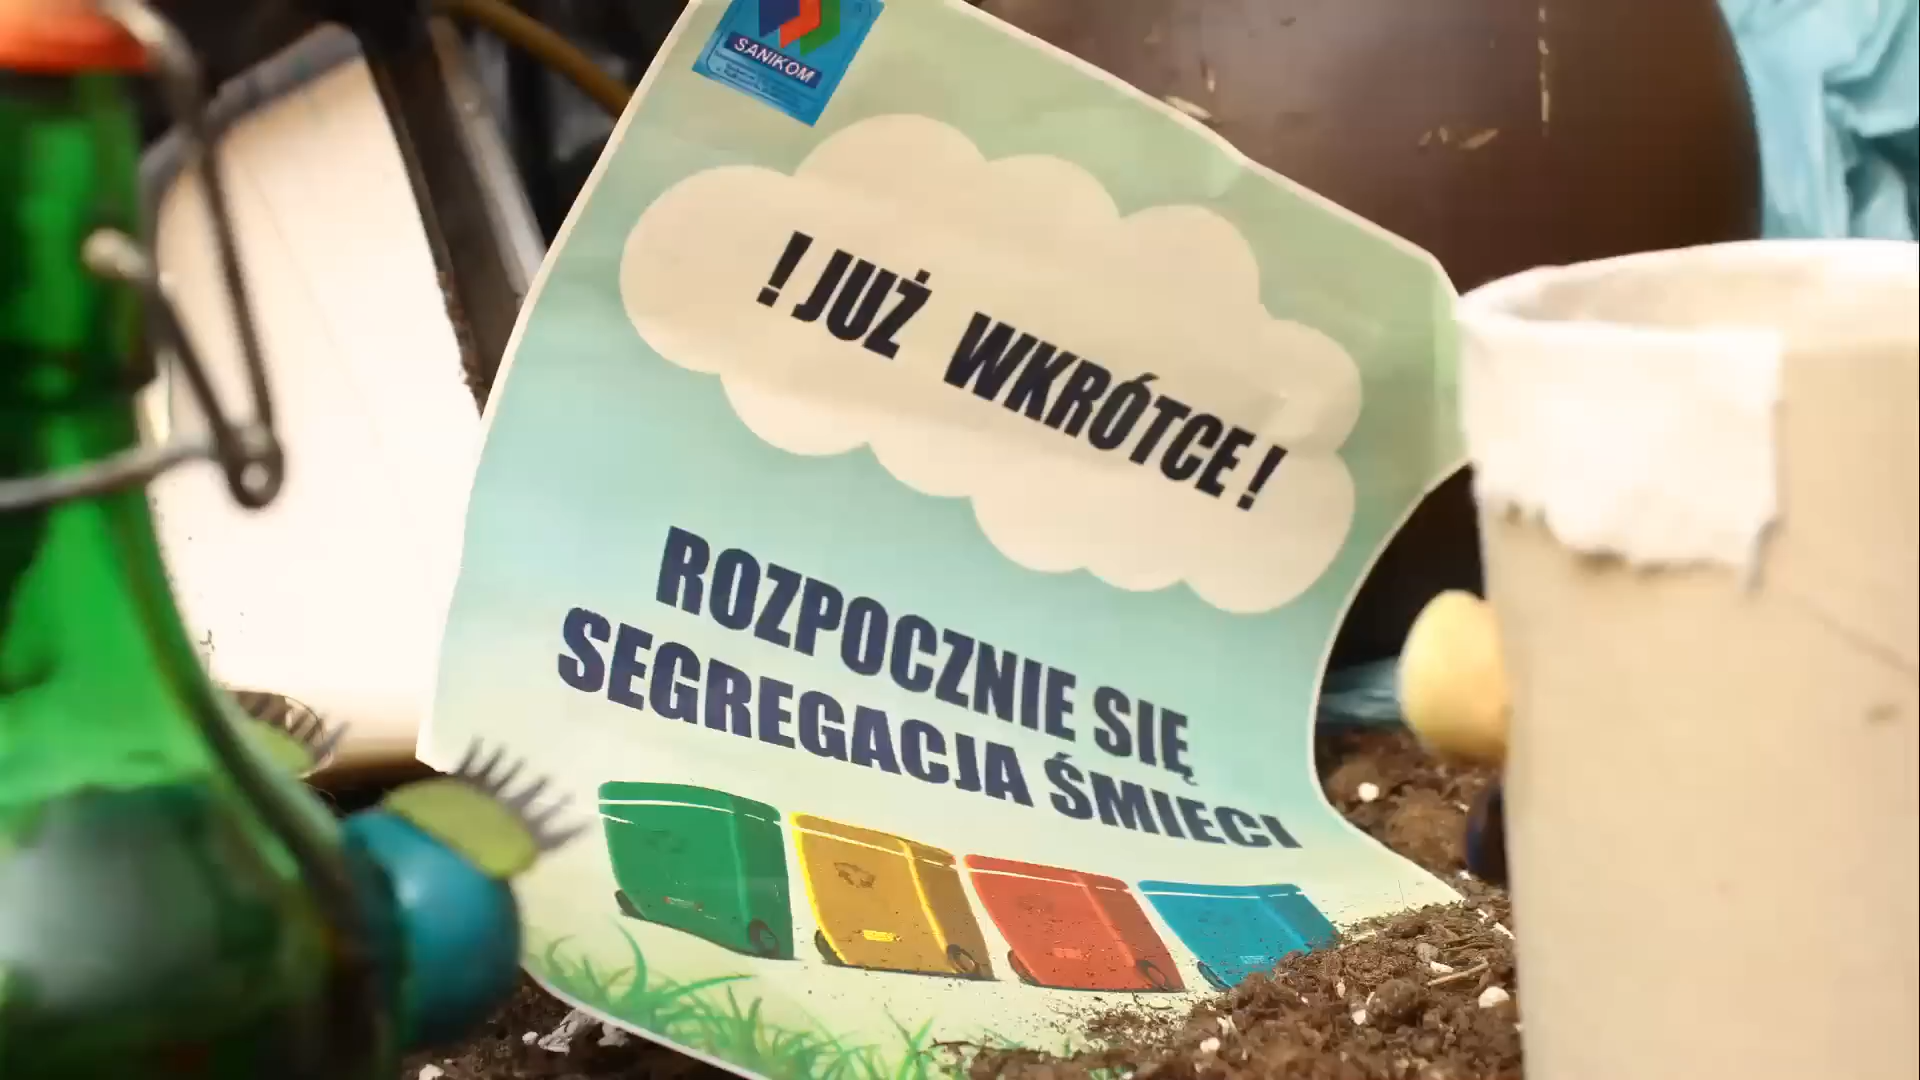 SANIKOM
! JUŻ WKRÓTCE !
ROZPOCZNIE SIĘ
SEGREGACJA ŚMIECI